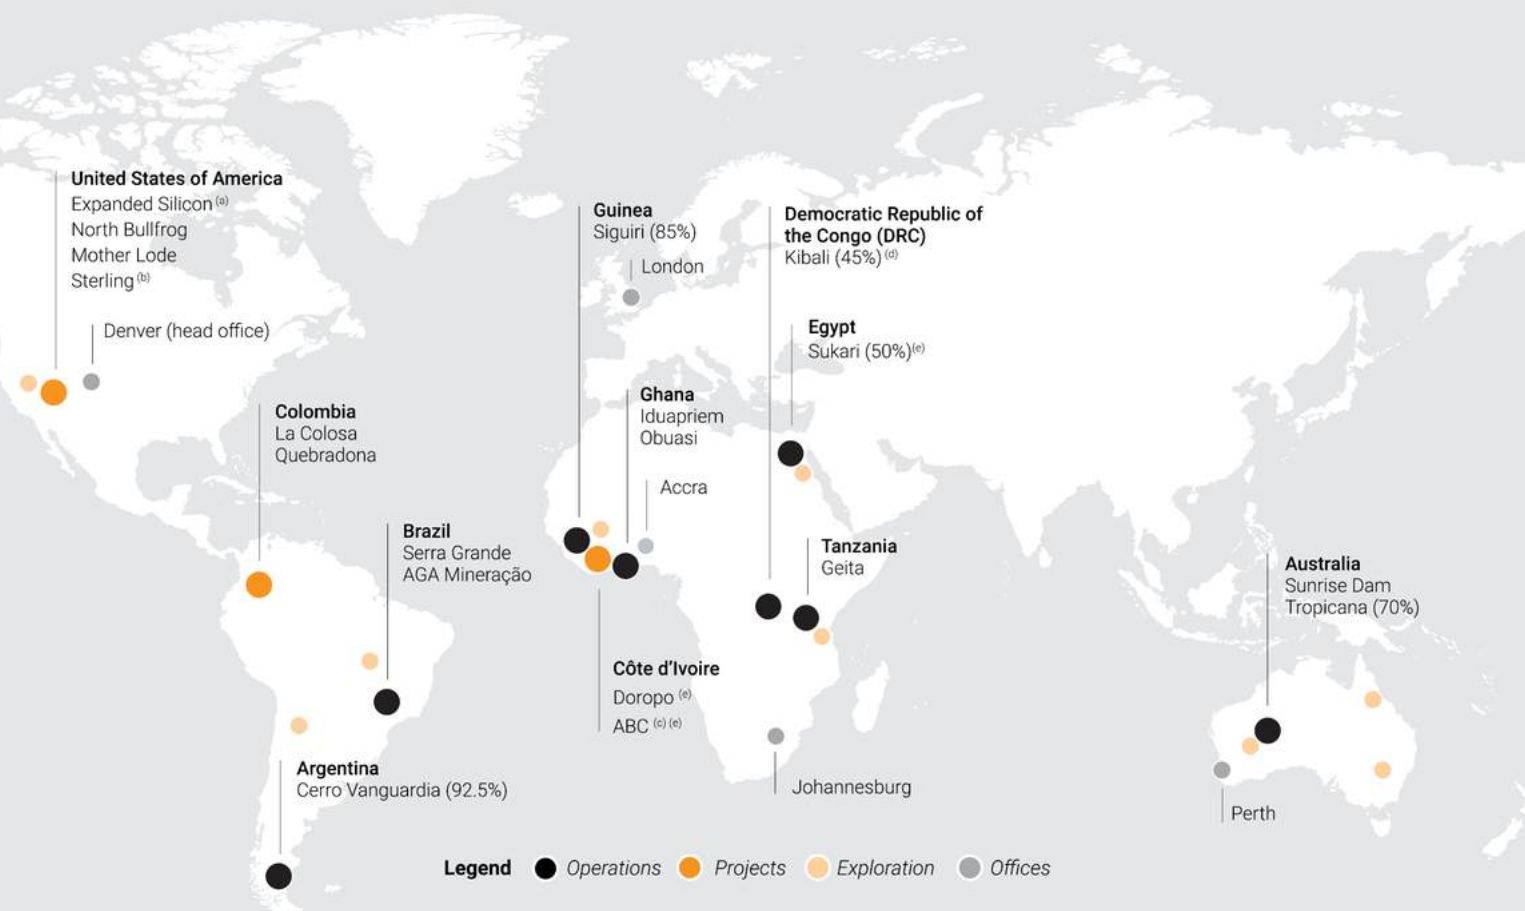 United States of America
Expanded Silicon (a)
North Bullfrog
Mother Lode
Sterling (b)
Denver (head office)
Colombia
La Colosa
Quebradona
Brazil
Serra Grande
AGA Mineração
Argentina
Cerro Vanguardia (92.5%)
Guinea
Siguiri (85%)
London
Ghana
Iduapriem
Obuasi
Accra
Côte d’Ivoire
Doropo (e)
ABC (c) (e)
Democratic Republic of
the Congo (DRC)
Kibali (45%) (d)
Egypt
Sukari (50%)(e)
Tanzania
Geita
Johannesburg
Australia
Sunrise Dam
Tropicana (70%)
Perth
Legend Operations Projects Exploration Offices